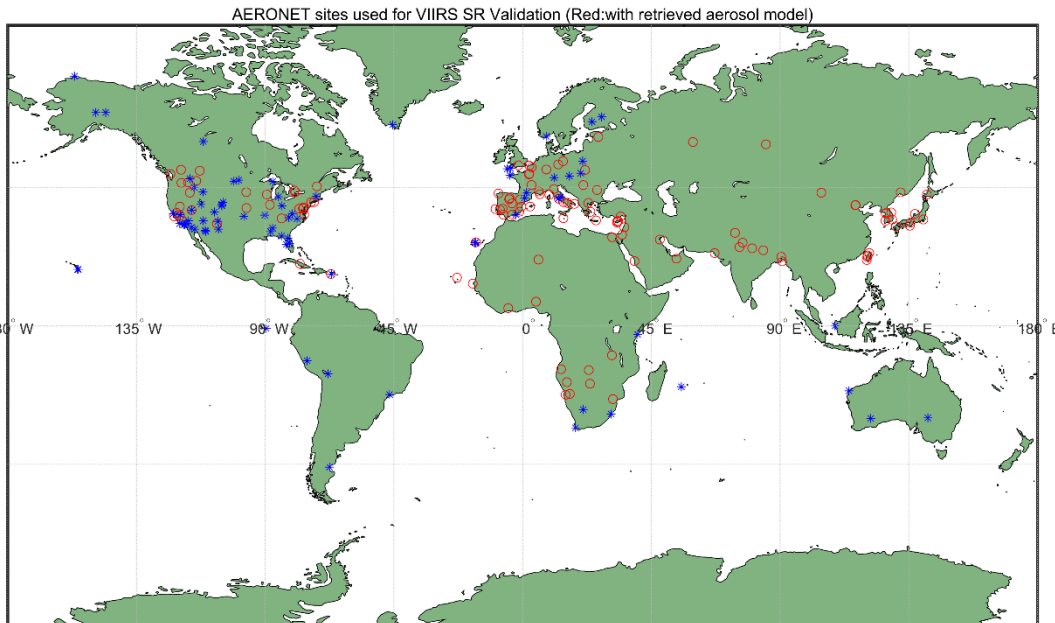 AERONET sites used for VIIRS SR Validation (Red:with retrieved aerosol model)
135° W 90° W 45° W 0° 45° E 90° E 135° E 180°